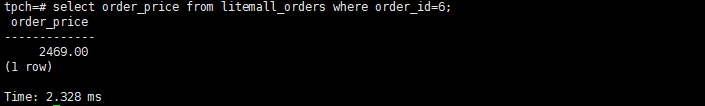 tpch=# select order_price from litemall_orders where order_id=6;
order_price
-------------
2469.00
(1 row)
Time: 2.328 ms